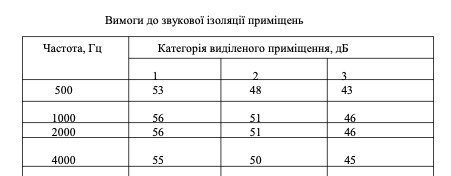 Вимоги до звукової ізоляції приміщень
Частота, Гц Категорія виділеного приміщення, дБ
1 2 3
500 53 48 43
1000 56 51 46
2000 56 51 46
4000 55 50 45